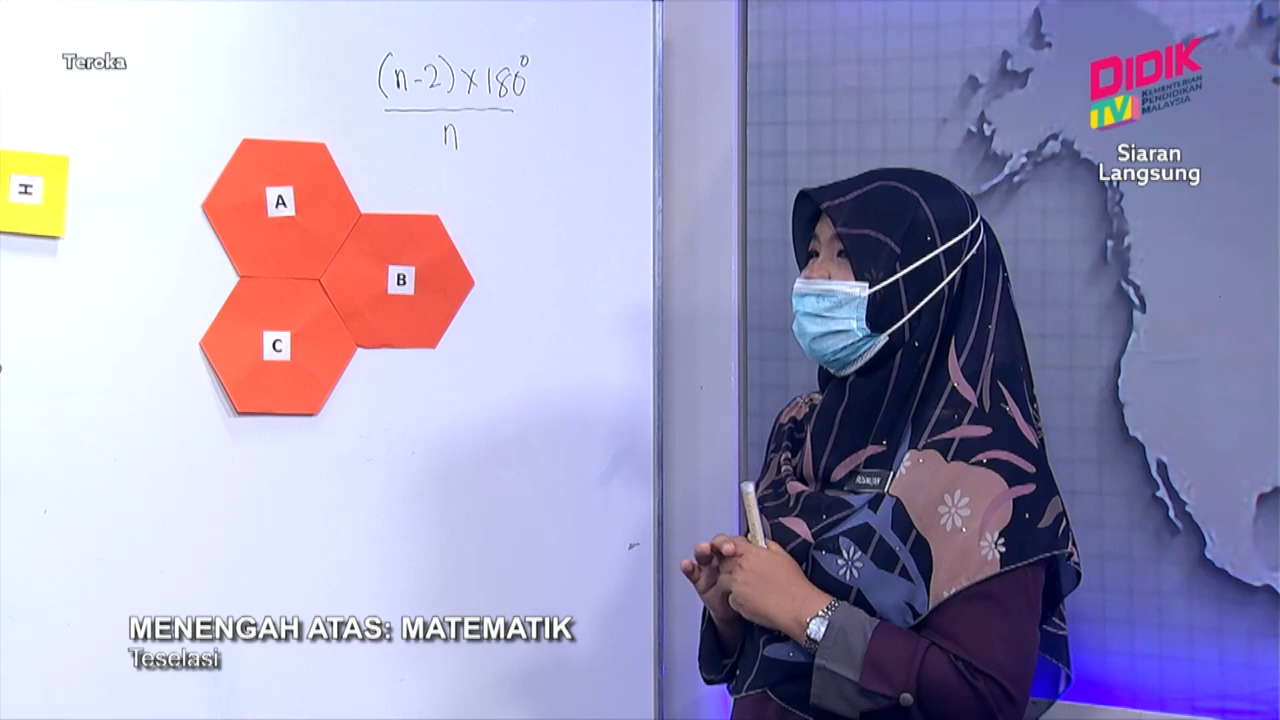 Teroka
(n-2)×180°
n
H
A
B
C
DIDIK
TV
KEMENTERIAN
PENDIDIKAN
MALAYSIA
Siaran
Langsung
MENENGAH ATAS: MATEMATIK
Teselasi